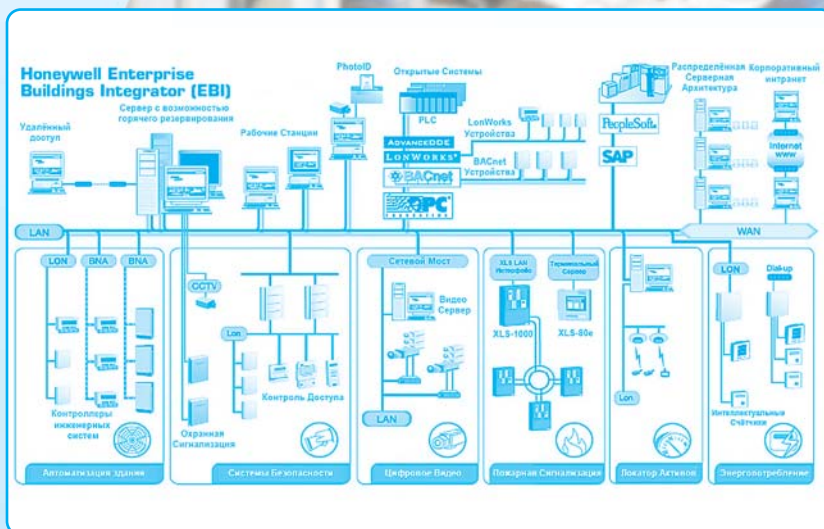 Honeywell Enterprise
Buildings Integrator (EBI)
Сервер с возможностью
горячего резервирования
Удалённый
доступ
Рабочие Станции
PhotoID
Открытые Системы
PLC
ADVANCEDDE
LONWORKS®
BACnet
OPC
LonWorks
Устройства
BACnet
Устройства
PeopleSoft®
SAP
Распределённая
Серверная
Архитектура
Корпоративный
интранет
Internet
www
LAN
WAN
LON
BNA
BNA
Контроллеры
инженерных
систем
Автоматизация здания
CCTV
Lon
Контроль Доступа
Охранная
Сигнализация
Системы Безопасности
Сетевой Мост
Видео
Сервер
LAN
Цифровое Видео
XLS LAN
Терминальный
Сервер
XLS-1000
XLS-80e
Пожарная Сигнализация
Lon
Локатор Активов
LON
Dial-up
Интеллектуальные
Счётчики
Энергопотребление